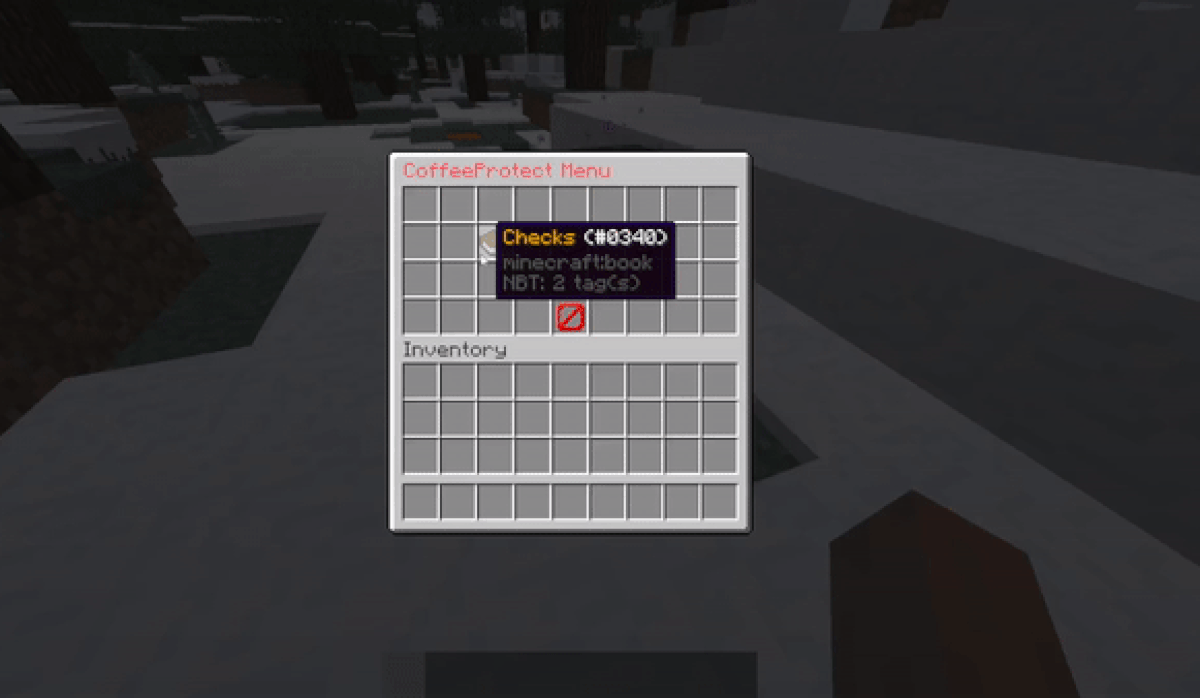 CoffeeProtect Menu
Checks (#0340)
minecraft:book
NBT: 2 tag(s)
Inventory